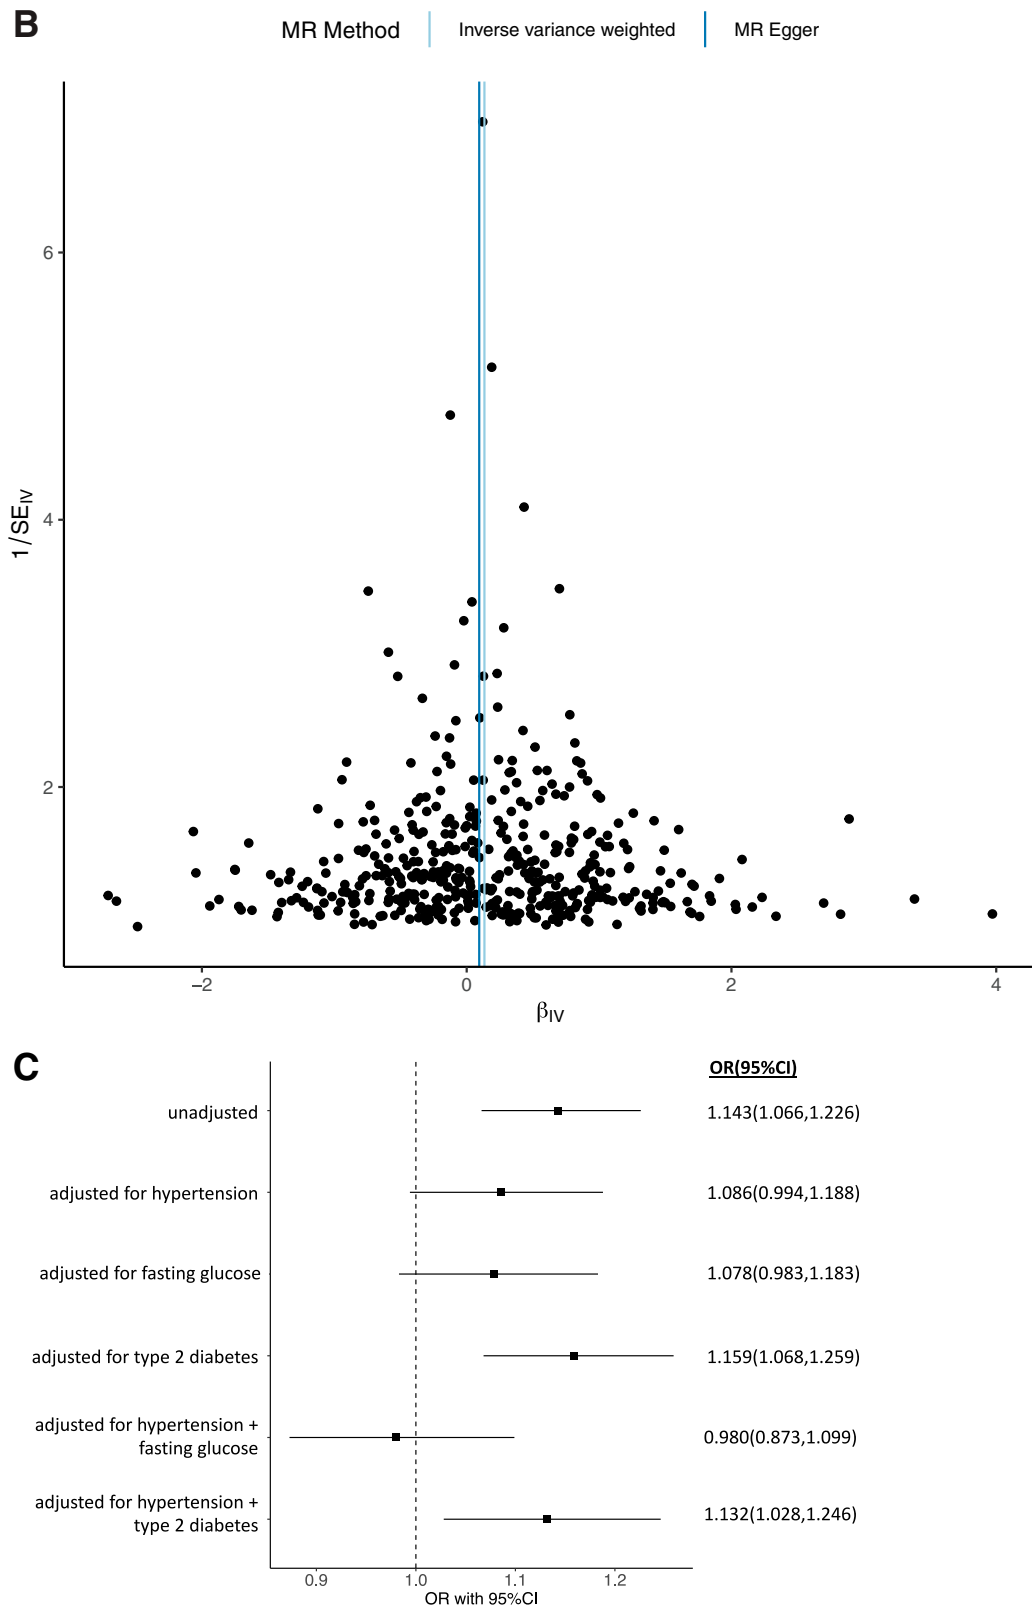 B
MR Method Inverse variance weighted MR Egger
6
4
2
1/SEIV
−2 0 2 4
βIV
C
OR(95%CI)
unadjusted 1.143(1.066,1.226)
adjusted for hypertension 1.086(0.994,1.188)
adjusted for fasting glucose 1.078(0.983,1.183)
adjusted for type 2 diabetes 1.159(1.068,1.259)
adjusted for hypertension +
fasting glucose 0.980(0.873,1.099)
adjusted for hypertension +
type 2 diabetes 1.132(1.028,1.246)
0.9 1.0 1.1 1.2
OR with 95%CI